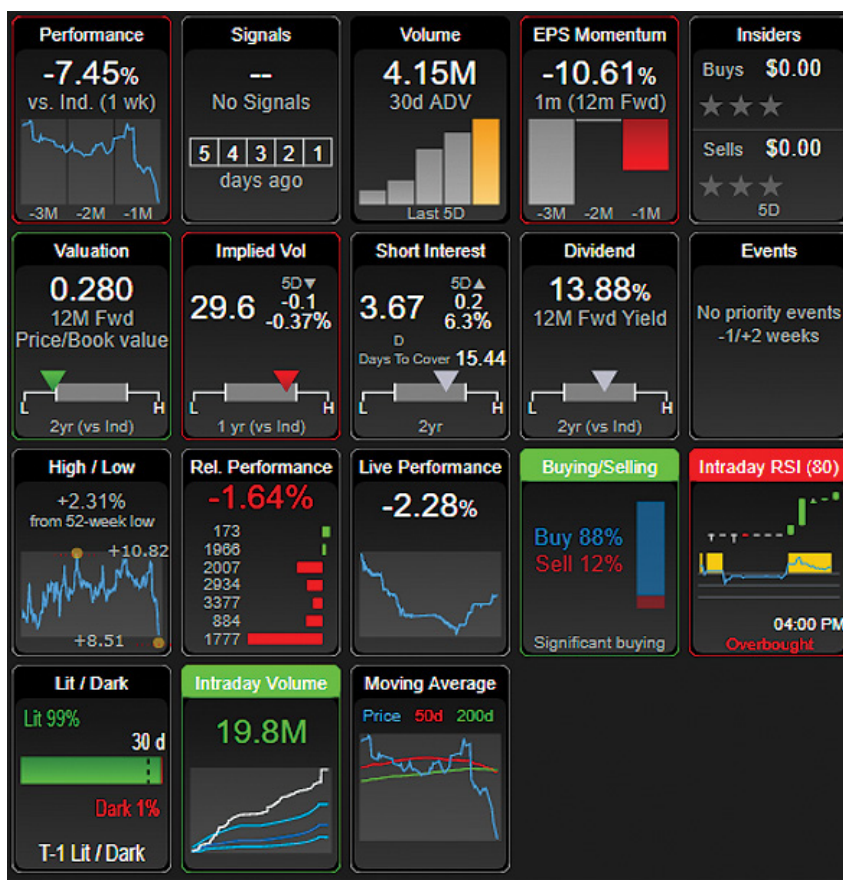 Performance
-7.45%
vs. Ind. (1 wk)
-3M -2M -1M
Signals
--
No Signals
5 4 3 2 1
days ago
Volume
4.15M
30d ADV
Last 5D
EPS Momentum
-10.61%
1m (12m Fwd)
-3M -2M -1M
Insiders
Buys $0.00
Sells $0.00
5D
Valuation
0.280
12M Fwd
Price/Book value
L H
2yr (vs Ind)
Implied Vol
29.6
5D▼
-0.1
-0.37%
L H
1 yr (vs Ind)
Short Interest
3.67
5D▲
0.2
6.3%
D
Days To Cover 15.44
L H
2yr
Dividend
13.88%
12M Fwd Yield
L H
2yr (vs Ind)
Events
No priority events
-1/+2 weeks
High / Low
+2.31%
from 52-week low
+10.82
+8.51
Rel. Performance
-1.64%
173
1966
2007
2934
3377
884
1777
Live Performance
-2.28%
Buying/Selling
Buy 88%
Sell 12%
Significant buying
Intraday RSI (80)
04:00 PM
Overbought
Lit / Dark
Lit 99%
30 d
Dark 1%
T-1 Lit / Dark
Intraday Volume
19.8M
Moving Average
Price 50d 200d